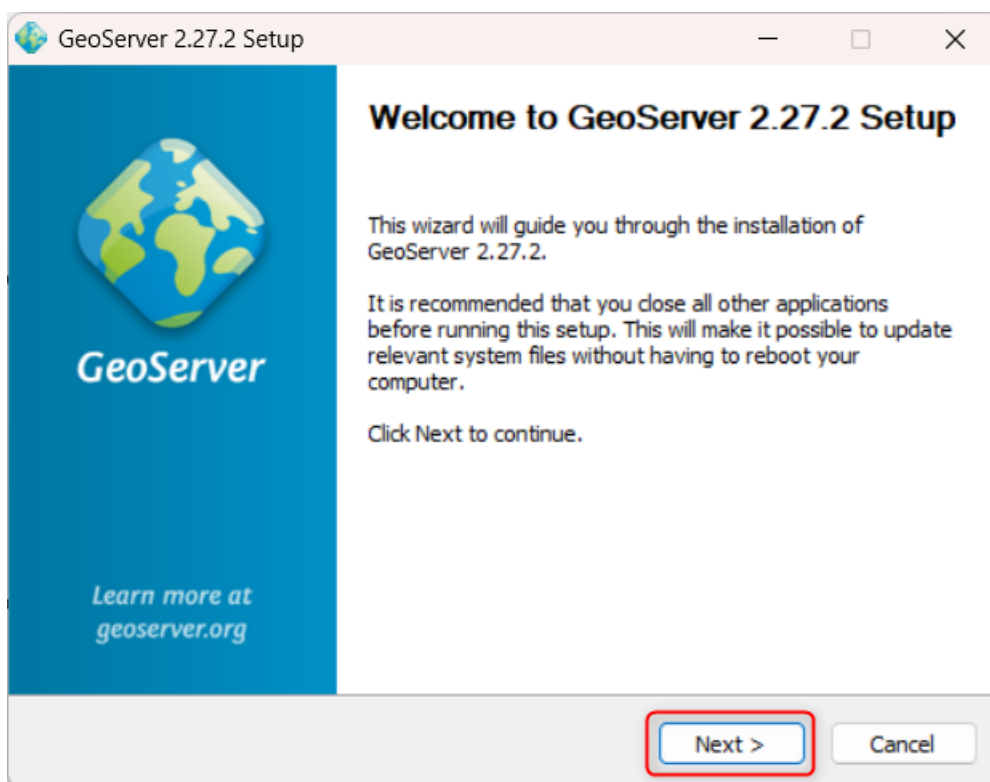 GeoServer 2.27.2 Setup
Welcome to GeoServer 2.27.2 Setup
This wizard will guide you through the installation of
GeoServer 2.27.2.
It is recommended that you close all other applications
before running this setup. This will make it possible to update
relevant system files without having to reboot your
computer.
Click Next to continue.
GeoServer
Learn more at
geoserver.org
Next >
Cancel